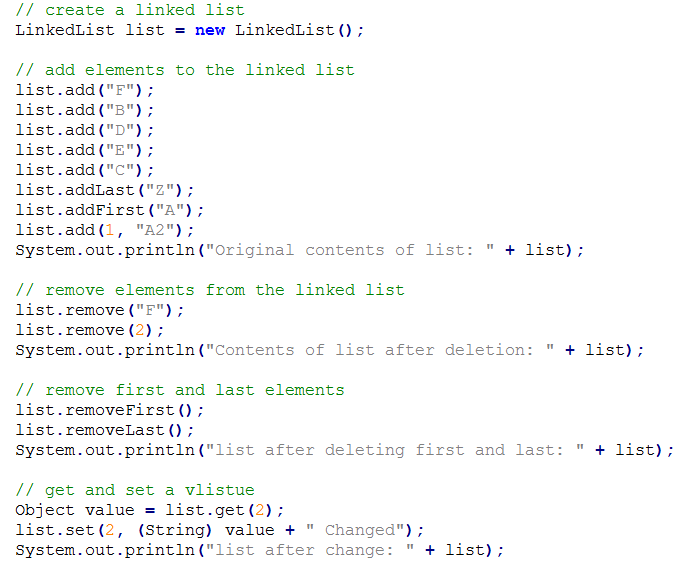 // create a linked list
LinkedList list = new LinkedList();
// add elements to the linked list
list.add("F");
list.add("B");
list.add("D");
list.add("E");
list.add("C");
list.addLast("Z");
list.addFirst("A");
list.add(1, "A2");
System.out.println("Original contents of list: " + list);
// remove elements from the linked list
list.remove("F");
list.remove(2);
System.out.println("Contents of list after deletion: " + list);
// remove first and last elements
list.removeFirst();
list.removeLast();
System.out.println("list after deleting first and last: " + list);
// get and set a vlistue
Object value = list.get(2);
list.set(2, (String) value + " Changed");
System.out.println("list after change: " + list);